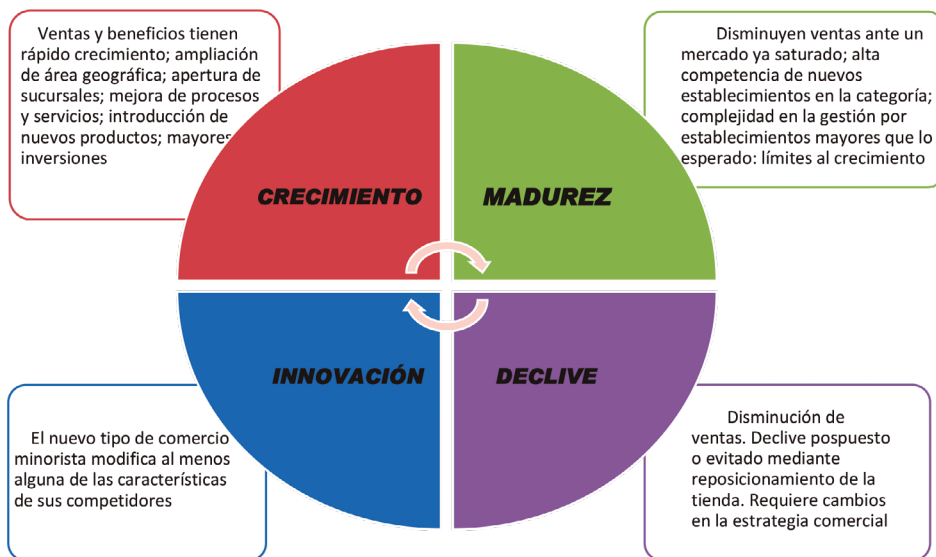 Ventas y beneficios tienen
rápido crecimiento; ampliación
de área geográfica; apertura de
sucursales; mejora de procesos
y servicios; introducción de
nuevos productos; mayores
inversiones
Disminuyen ventas ante un
mercado ya saturado; alta
competencia de nuevos
establecimientos en la categoría;
complejidad en la gestión por
establecimientos mayores que lo
esperado: límites al crecimiento
CRECIMIENTO
MADUREZ
INNOVACIÓN
DECLIVE
El nuevo tipo de comercio
minorista modifica al menos
alguna de las características
de sus competidores
Disminución de
ventas. Declive pospuesto
o evitado mediante
reposicionamiento de la
tienda. Requiere cambios
en la estrategia comercial